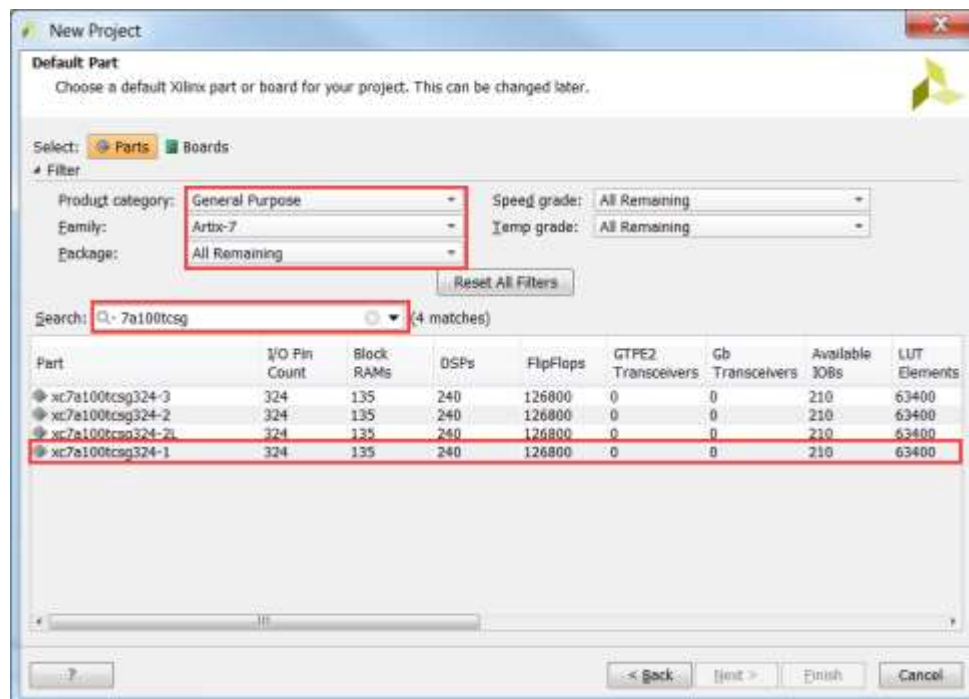 New Project
Default Part
Choose a default Xilinx part or board for your project. This can be changed later.
Select: Parts Boards
Filter
Product category: General Purpose Speed grade: All Remaining
Family: Artix-7 Temp grade: All Remaining
Package: All Remaining
Reset All Filters
Search: 7a100tcsg (4 matches)
Part I/O Pin Count Block RAMs DSPs FlipFlops GTPE2 Transceivers Gb Transceivers Available IOBs LUT Elements
xc7a100tcsg324-3 324 135 240 126800 0 0 210 63400
xc7a100tcsg324-2 324 135 240 126800 0 0 210 63400
xc7a100tcsg324-2L 324 135 240 126800 0 0 210 63400
xc7a100tcsg324-1 324 135 240 126800 0 0 210 63400
? < Back Next > Finish Cancel